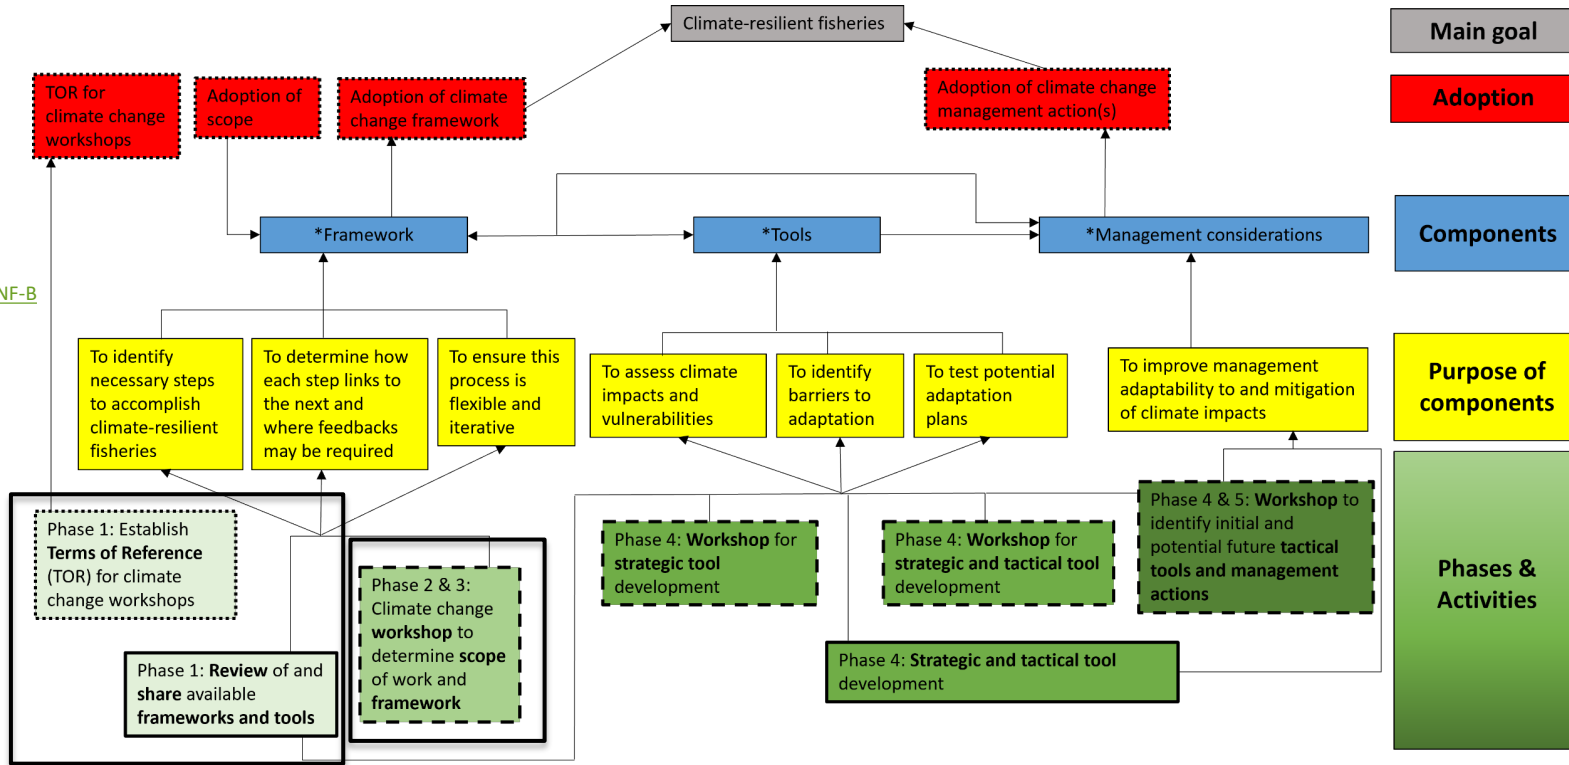 Climate-resilient fisheries
Main goal
TOR for
climate change
workshops
Adoption of
scope
Adoption of climate
change framework
Adoption of climate change
management action(s)
Adoption
*Framework
*Tools
*Management considerations
Components
NF-B
To identify
necessary steps
to accomplish
climate-resilient
fisheries
To determine how
each step links to
the next and
where feedbacks
may be required
To ensure this
process is
flexible and
iterative
To assess climate
impacts and
vulnerabilities
To identify
barriers to
adaptation
To test potential
adaptation
plans
To improve management
adaptability to and mitigation
of climate impacts
Purpose of
components
Phase 1: Establish
Terms of Reference
(TOR) for climate
change workshops
Phase 1: Review of and
share available
frameworks and tools
Phase 2 & 3:
Climate change
workshop to
determine scope
of work and
framework
Phase 4: Workshop for
strategic tool
development
Phase 4: Workshop for
strategic and tactical tool
development
Phase 4 & 5: Workshop to
identify initial and
potential future tactical
tools and management
actions
Phase 4: Strategic and tactical tool
development
Phases &
Activities